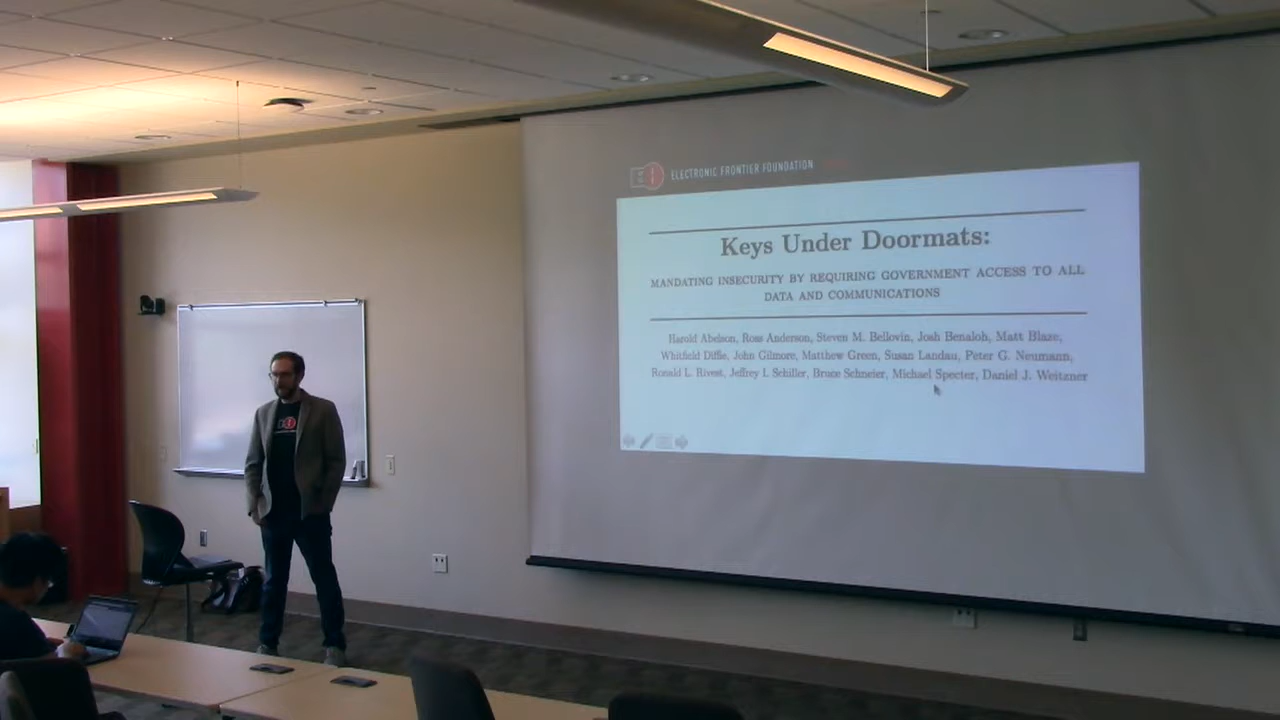 ELECTRONIC FRONTIER FOUNDATION
Keys Under Doormats:
MANDATING INSECURITY BY REQUIRING GOVERNMENT ACCESS TO ALL
DATA AND COMMUNICATIONS
Harold Abelson, Ross Anderson, Steven M. Bellovin, Josh Benaloh, Matt Blaze,
Whitfield Diffie, John Gilmore, Matthew Green, Susan Landau, Peter G. Neumann,
Ronald L. Rivest, Jeffrey I. Schiller, Bruce Schneier, Michael Specter, Daniel J. Weitzner